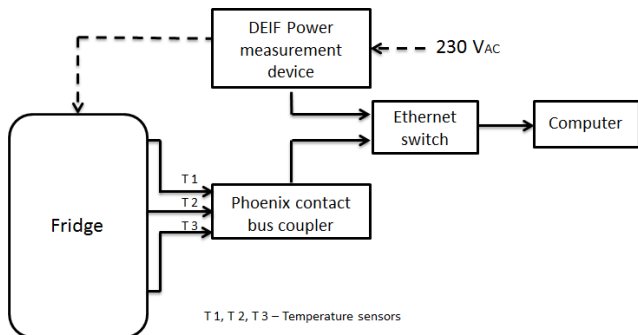 DEIF Power
measurement
device
230 VAC
Ethernet
switch
Computer
Fridge
T 1
T 2
T 3
Phoenix contact
bus coupler
T 1, T 2, T 3 – Temperature sensors